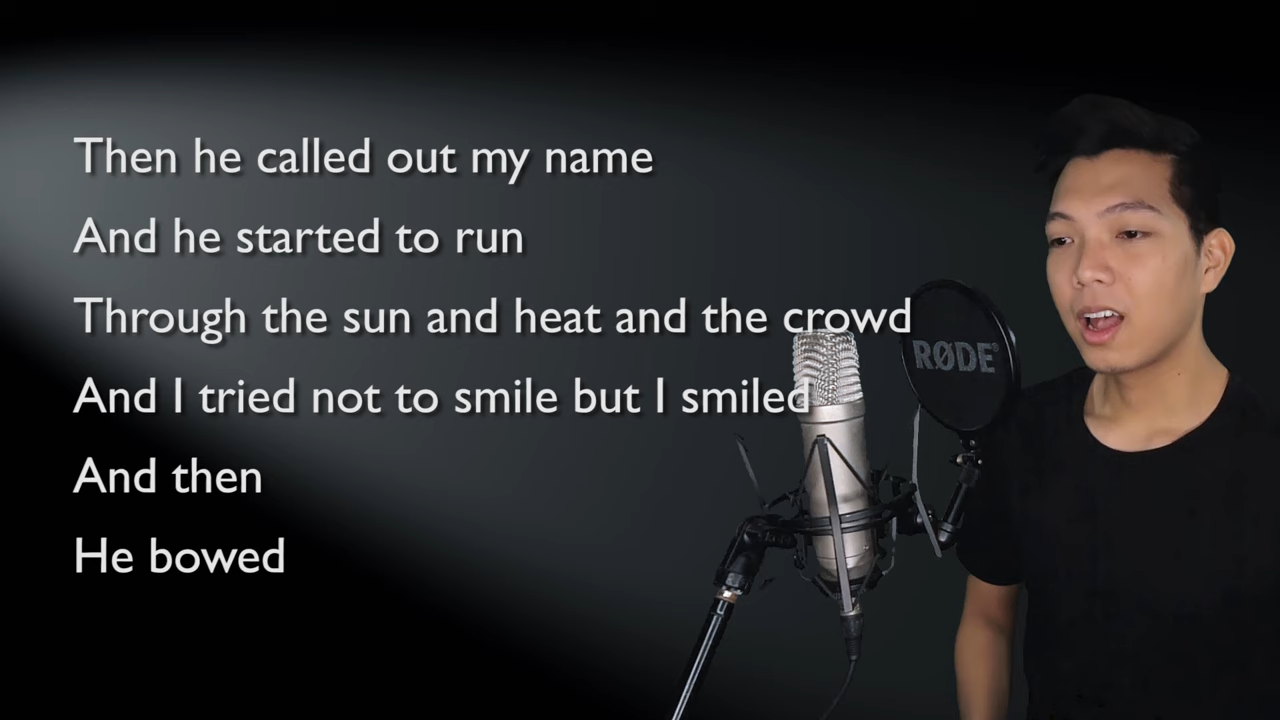 Then he called out my name
And he started to run
Through the sun and heat and the crowd
And I tried not to smile but I smiled
And then
He bowed
RØDE®